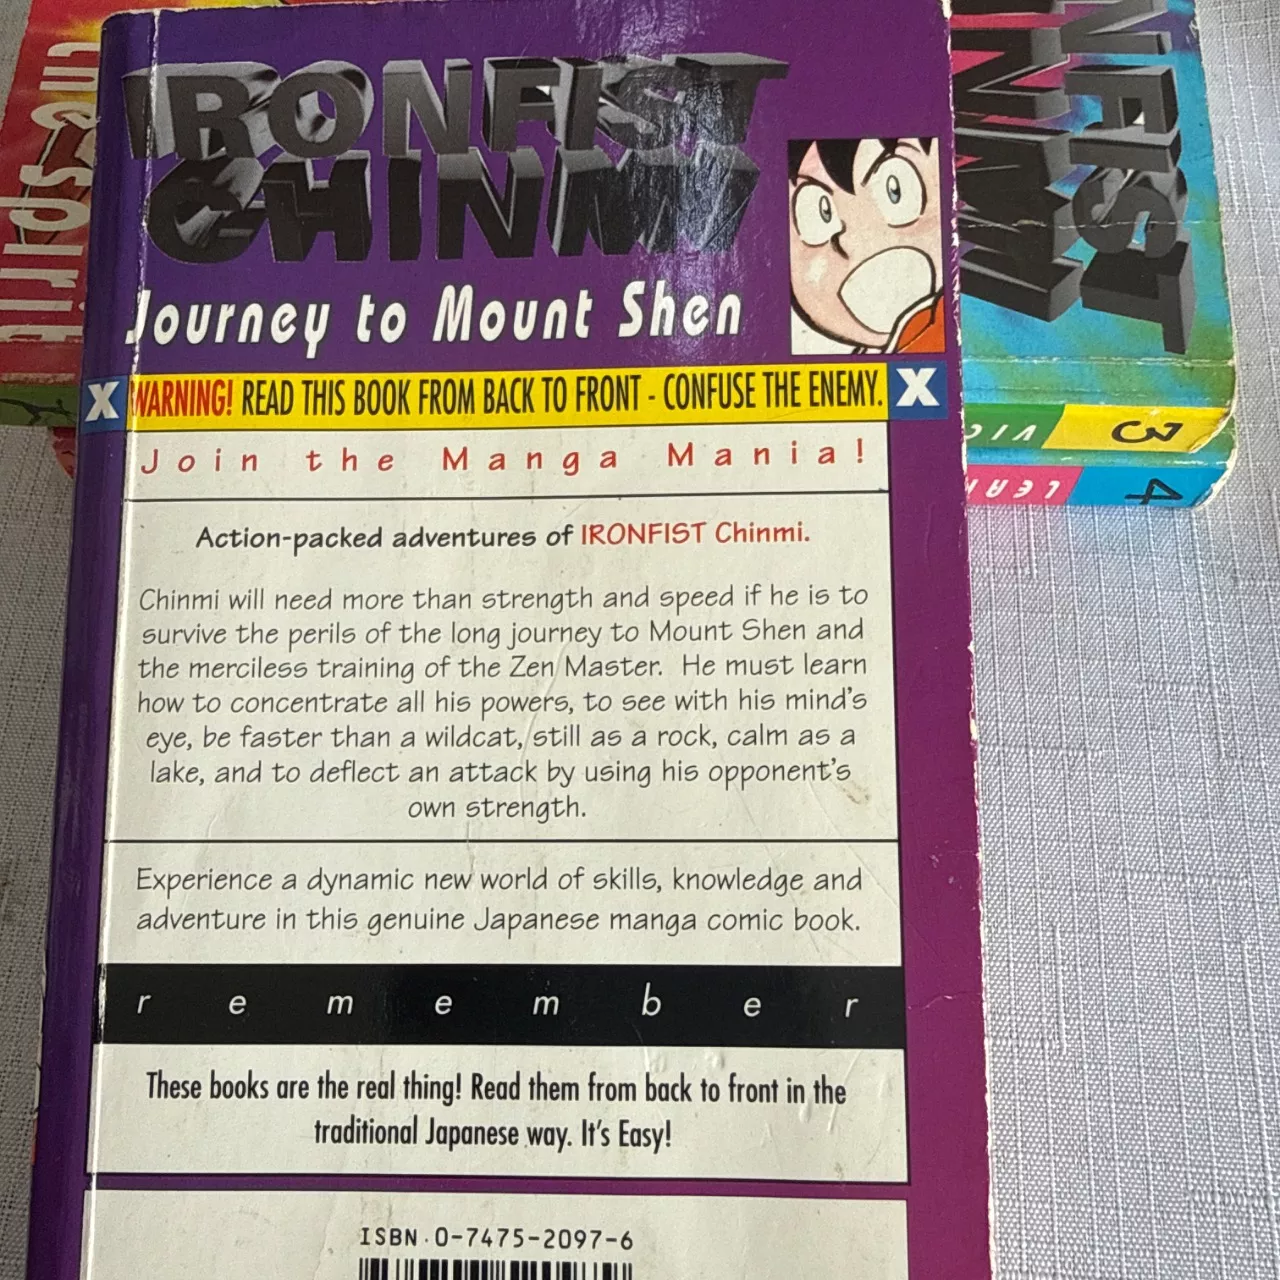 IRONFIST
CHINMI
Journey to Mount Shen
X WARNING! READ THIS BOOK FROM BACK TO FRONT - CONFUSE THE ENEMY. X
Join the Manga Mania!
Action-packed adventures of IRONFIST Chinmi.
Chinmi will need more than strength and speed if he is to
survive the perils of the long journey to Mount Shen and
the merciless training of the Zen Master. He must learn
how to concentrate all his powers, to see with his mind's
eye, be faster than a wildcat, still as a rock, calm as a
lake, and to deflect an attack by using his opponent's
own strength.
Experience a dynamic new world of skills, knowledge and
adventure in this genuine Japanese manga comic book.
remember
These books are the real thing! Read them from back to front in the
traditional Japanese way. It's Easy!
ISBN 0-7475-2097-6
3
4